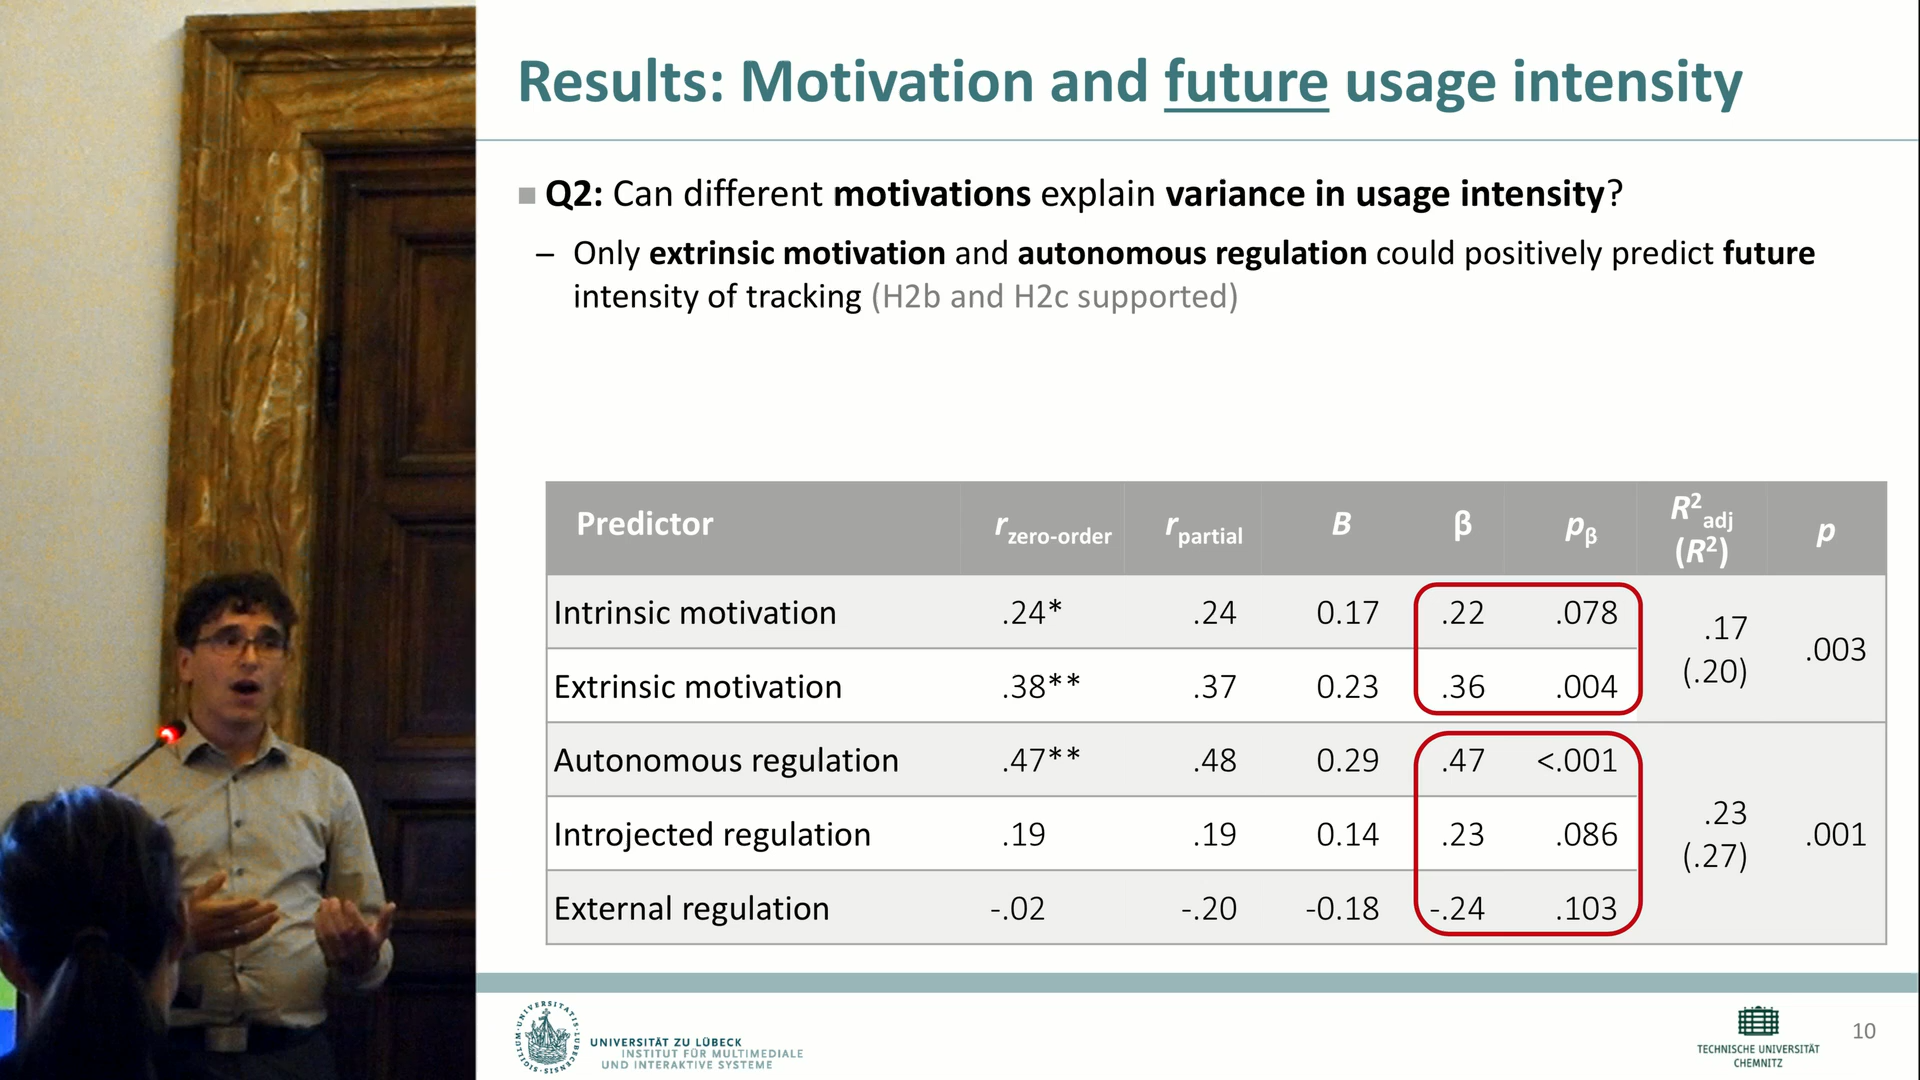 Results: Motivation and future usage intensity
Q2: Can different motivations explain variance in usage intensity?
– Only extrinsic motivation and autonomous regulation could positively predict future
intensity of tracking (H2b and H2c supported)
Predictor r zero-order r partial B β pβ R²adj (R²) p
Intrinsic motivation .24* .24 0.17 .22 .078 .17 (.20) .003
Extrinsic motivation .38** .37 0.23 .36 .004
Autonomous regulation .47** .48 0.29 .47 <.001 .23 (.27) .001
Introjected regulation .19 .19 0.14 .23 .086
External regulation -.02 -.20 -0.18 -.24 .103
UNIVERSITÄT ZU LÜBECK
INSTITUT FÜR MULTIMEDIALE
UND INTERAKTIVE SYSTEME
TECHNISCHE UNIVERSITÄT
CHEMNITZ
10